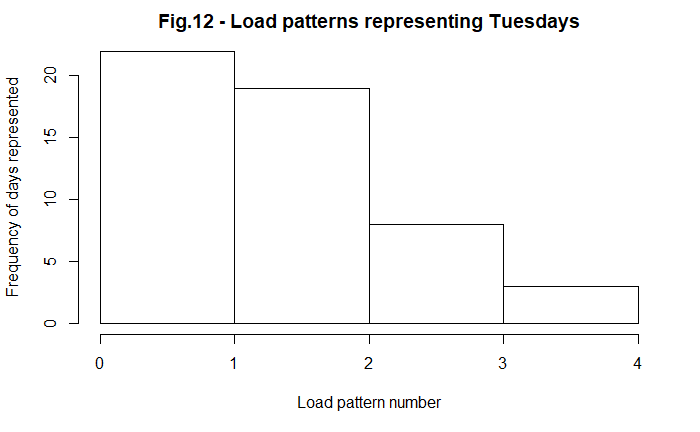 Fig.12 - Load patterns representing Tuesdays
Frequency of days represented
20
15
10
5
0
0 1 2 3 4
Load pattern number